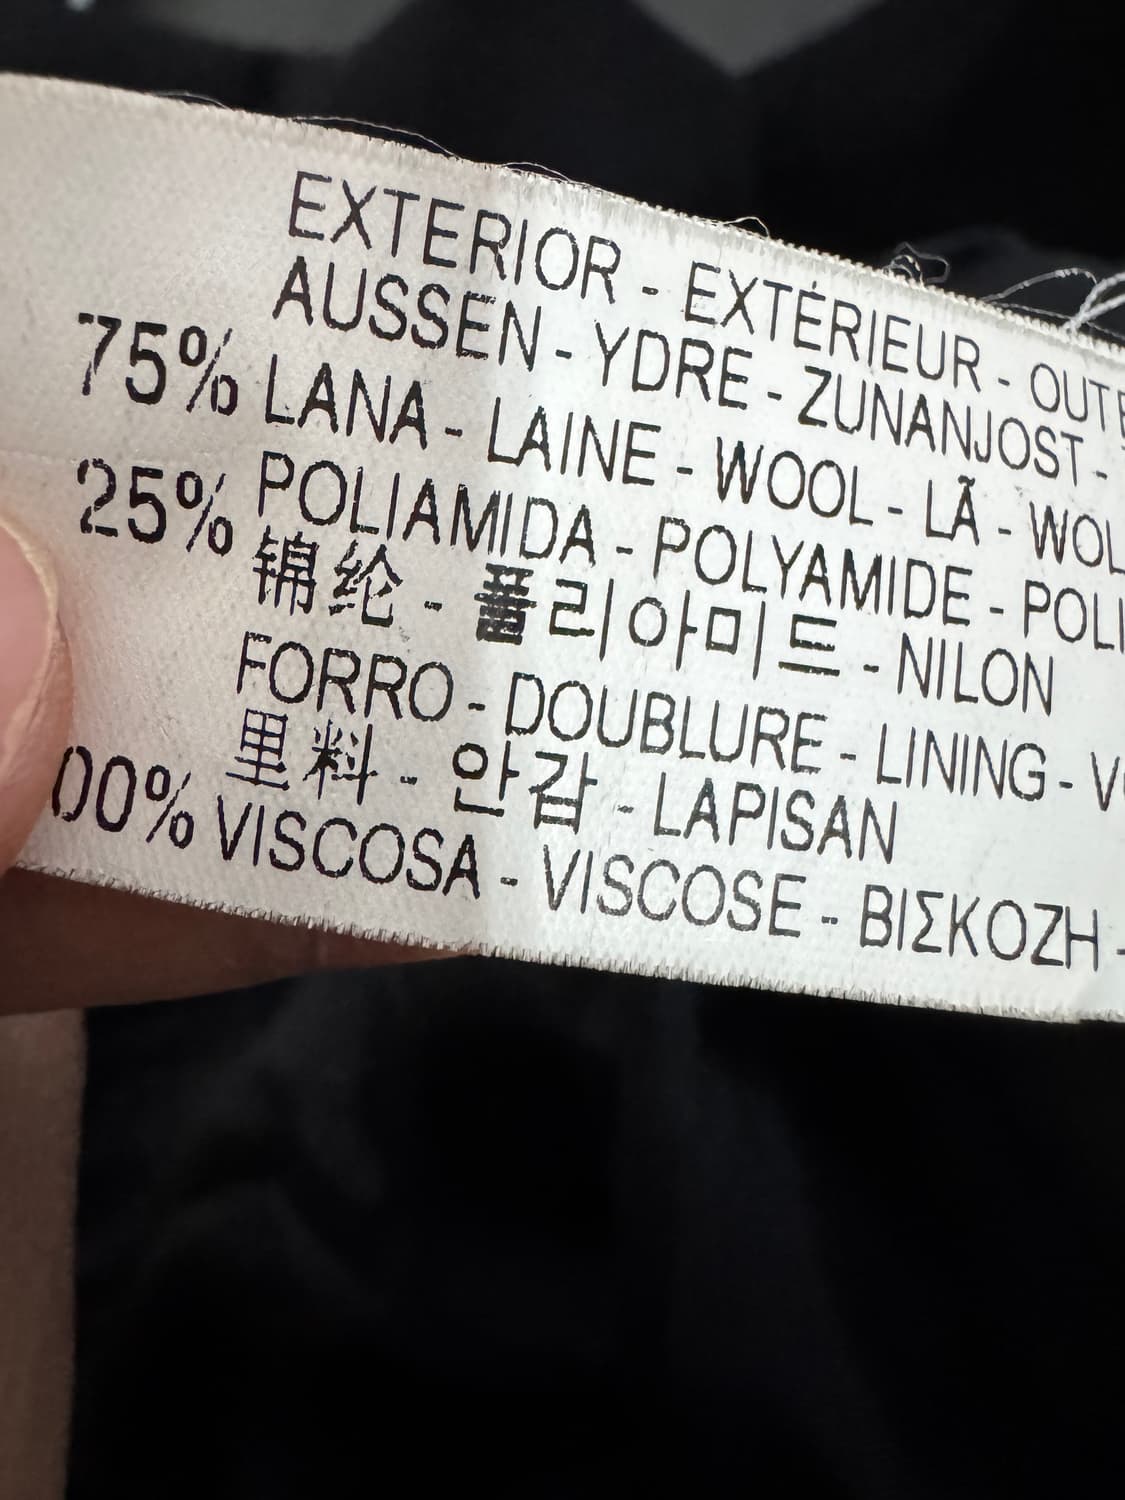 EXTERIOR - EXTÉRIEUR - OUTE
AUSSEN - YDRE - ZUNANJOST -
75% LANA - LAINE - WOOL - LÃ - WOL
25% POLIAMIDA - POLYAMIDE - POLI
锦纶 - 폴리아미드 - NILON
FORRO - DOUBLURE - LINING - V
里料 - 안감 - LAPISAN
00% VISCOSA - VISCOSE - ΒΙΣΚΟΖΗ -